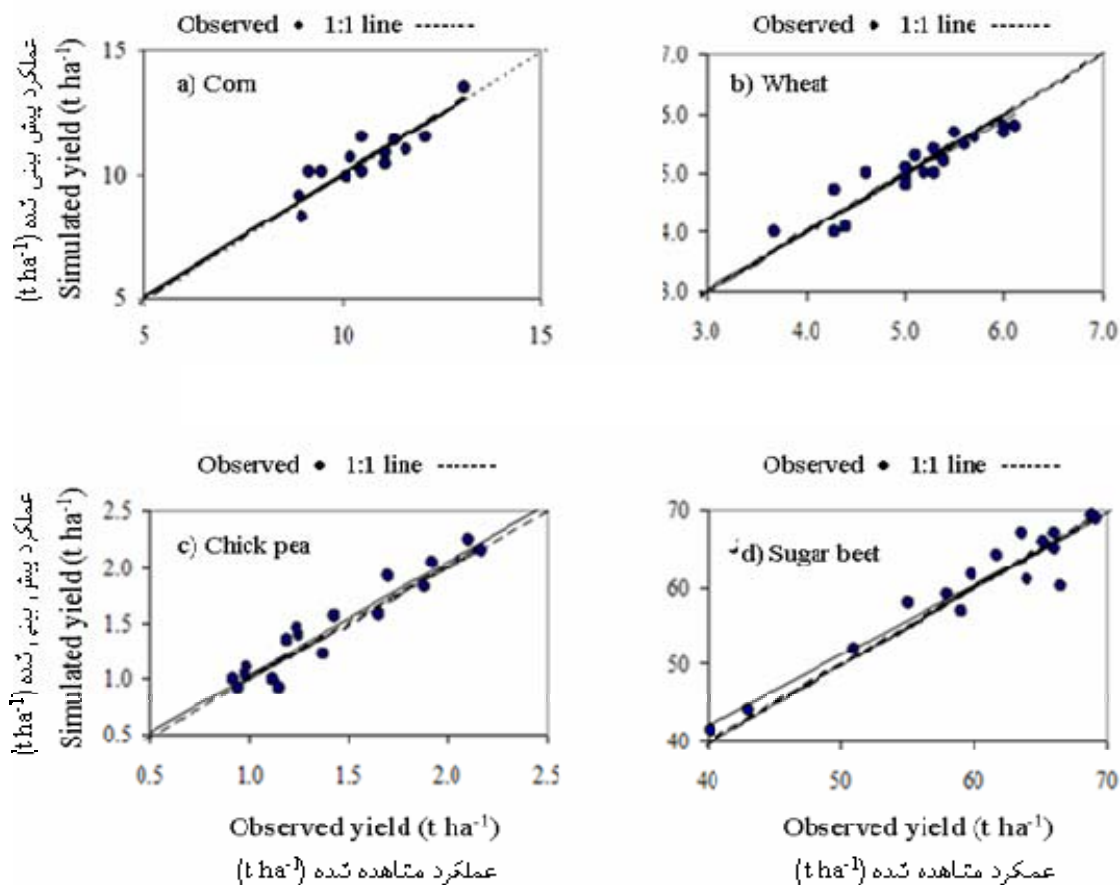 Observed • 1:1 line ------
Observed • 1:1 line ------
عملکرد پیش بینی شده (t ha⁻¹)
Simulated yield (t ha⁻¹)
a) Corn
15
10
5
5 10 15
b) Wheat
7.0
6.0
5.0
4.0
3.0
3.0 4.0 5.0 6.0 7.0
Observed • 1:1 line ------
Observed • 1:1 line ------
عملکرد پیش بینی شده (t ha⁻¹)
Simulated yield (t ha⁻¹)
c) Chick pea
2.5
2.0
1.5
1.0
0.5
0.5 1.0 1.5 2.0 2.5
d) Sugar beet
70
60
50
40
40 50 60 70
Observed yield (t ha⁻¹)
عملکرد مشاهده شده (t ha⁻¹)
Observed yield (t ha⁻¹)
عمکرد مشاهده شده (t ha⁻¹)